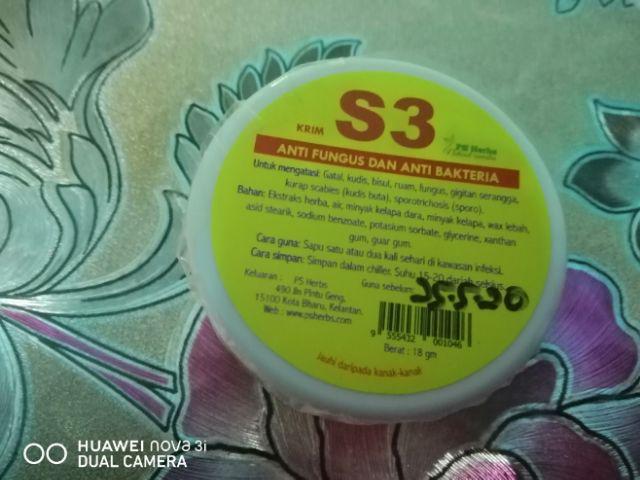 KRIM S3
PS Herbs
ANTI FUNGUS DAN ANTI BAKTERIA
Untuk mengatasi: Gatal, kudis, bisul, ruam, fungus, gigitan serangga,
kurap scabies (kudis buta), sporotrichosis (sporo).
Bahan: Ekstraks herba, air, minyak kelapa dara, minyak kelapa, wax lebah,
asid stearik, sodium benzoate, potasium sorbate, glycerine, xanthan
gum, guar gum.
Cara guna: Sapu satu atau dua kali sehari di kawasan infeksi.
Cara simpan: Simpan dalam chiller. Suhu 15-20 darjah selsius.
Keluaran : PS Herbs
490 Jln Pintu Geng,
15100 Kota Bharu, Kelantan.
Web : www.psherbs.com
Guna sebelum:
9 555432 001046
Berat : 18 gm
Jauhi daripada kanak-kanak
HUAWEI nova 3i
DUAL CAMERA